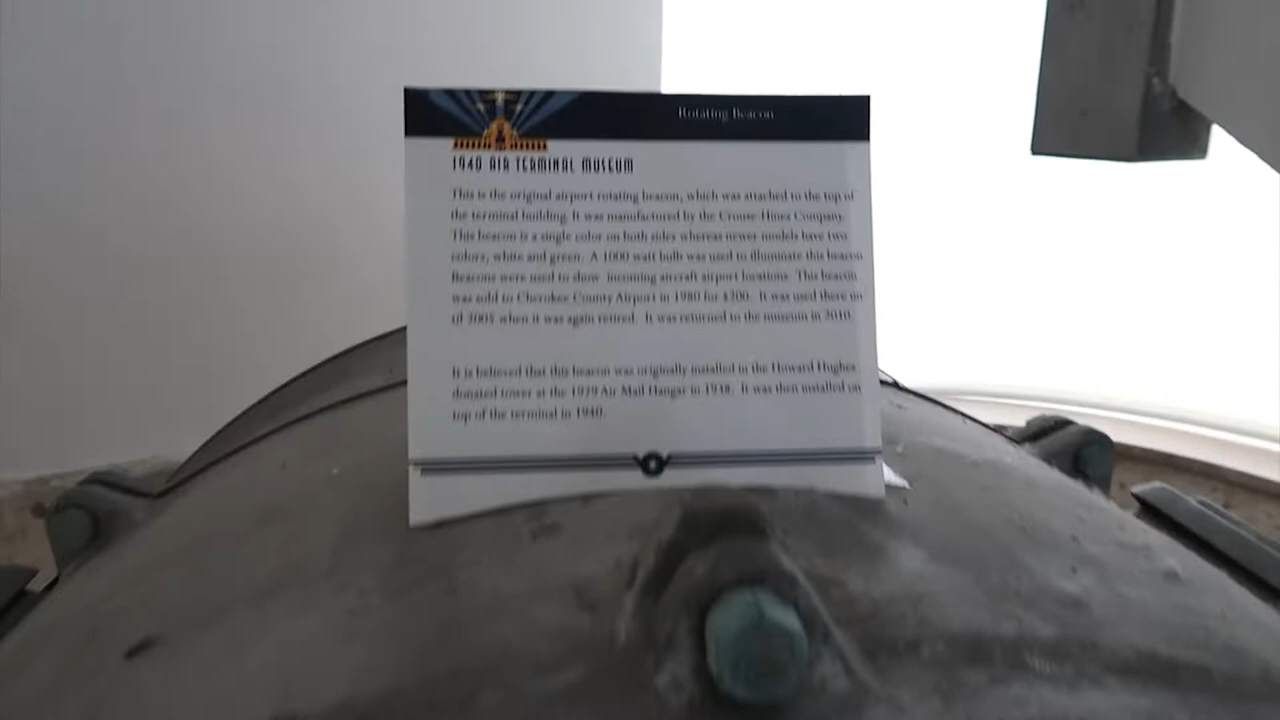 Rotating Beacon
1940 AIR TERMINAL MUSEUM
This is the original airport rotating beacon, which was attached to the top of
the terminal building. It was manufactured by the Crouse-Hines Company.
This beacon is a single color on both sides whereas newer models have two
colors, white and green. A 1000 watt bulb was used to illuminate this beacon
Beacons were used to show incoming aircraft airport locations. This beacon
was sold to Cherokee County Airport in 1980 for $200. It was used there un
til 2005 when it was again retired. It was returned to the museum in 2010.
It is believed that this beacon was originally installed in the Howard Hughes
donated tower at the 1929 Air Mail Hangar in 1938. It was then installed on
top of the terminal in 1940.